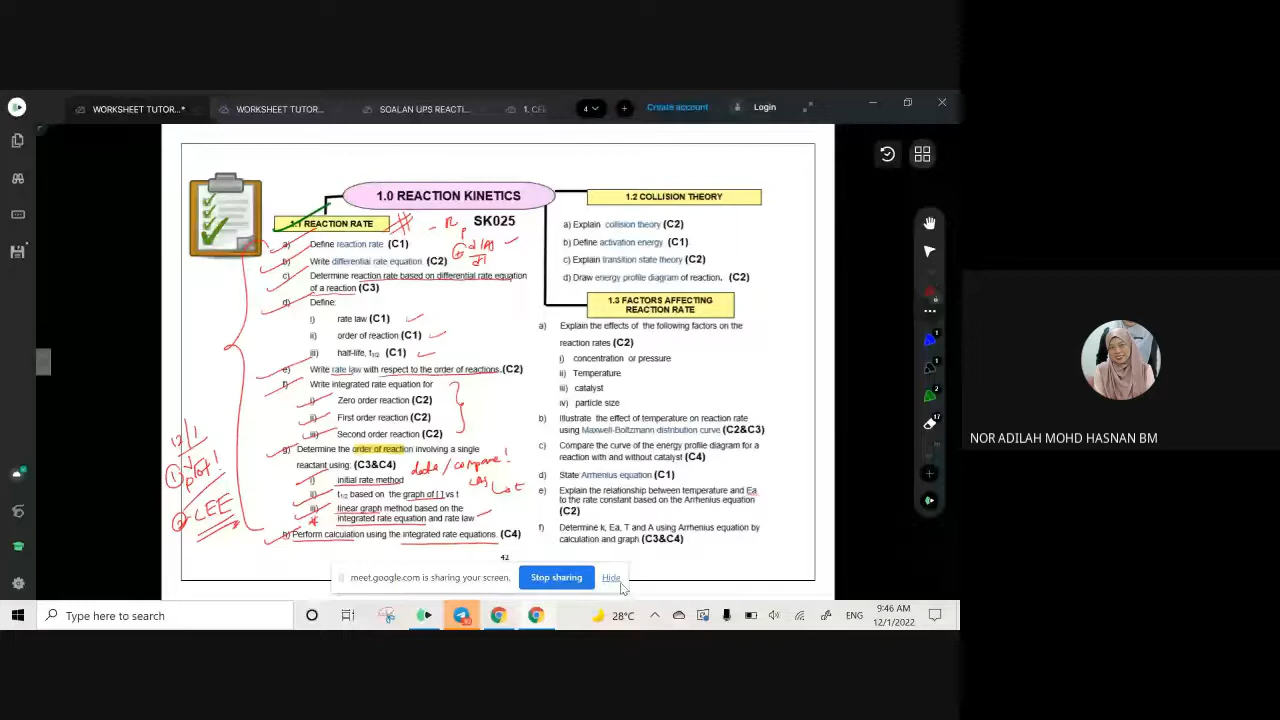 WORKSHEET TUTOR...*
WORKSHEET TUTOR...
SOALAN UPS REACTI...
4
Create account
Login
1.0 REACTION KINETICS
SK025
1.1 REACTION RATE
a) Define reaction rate (C1)
b) Write differential rate equation (C2)
c) Determine reaction rate based on differential rate equation
of a reaction (C3)
d) Define:
i) rate law (C1)
ii) order of reaction (C1)
iii) half-life, t1/2 (C1)
e) Write rate law with respect to the order of reactions.(C2)
f) Write integrated rate equation for
i) Zero order reaction (C2)
ii) First order reaction (C2)
iii) Second order reaction (C2)
g) Determine the order of reaction involving a single
reactant using: (C3&C4)
data / compare!
i) initial rate method
ii) t1/2 based on the graph of [ ] vs t
iii) linear graph method based on the
integrated rate equation and rate law
h) Perform calculation using the integrated rate equations. (C4)
12/1
1 plot!
2
42
1.2 COLLISION THEORY
a) Explain collision theory (C2)
b) Define activation energy (C1)
c) Explain transition state theory (C2)
d) Draw energy profile diagram of reaction. (C2)
1.3 FACTORS AFFECTING
REACTION RATE
a) Explain the effects of the following factors on the
reaction rates (C2)
i) concentration or pressure
ii) Temperature
iii) catalyst
iv) particle size
b) Illustrate the effect of temperature on reaction rate
using Maxwell-Boltzmann distribution curve (C2&C3)
c) Compare the curve of the energy profile diagram for a
reaction with and without catalyst (C4)
d) State Arrhenius equation (C1)
e) Explain the relationship between temperature and Ea
to the rate constant based on the Arrhenius equation
(C2)
f) Determine k, Ea, T and A using Arrhenius equation by
calculation and graph (C3&C4)
meet.google.com is sharing your screen.
Stop sharing
Hide
NOR ADILAH MOHD HASNAN BM
Type here to search
28°C
ENG
9:46 AM
12/1/2022